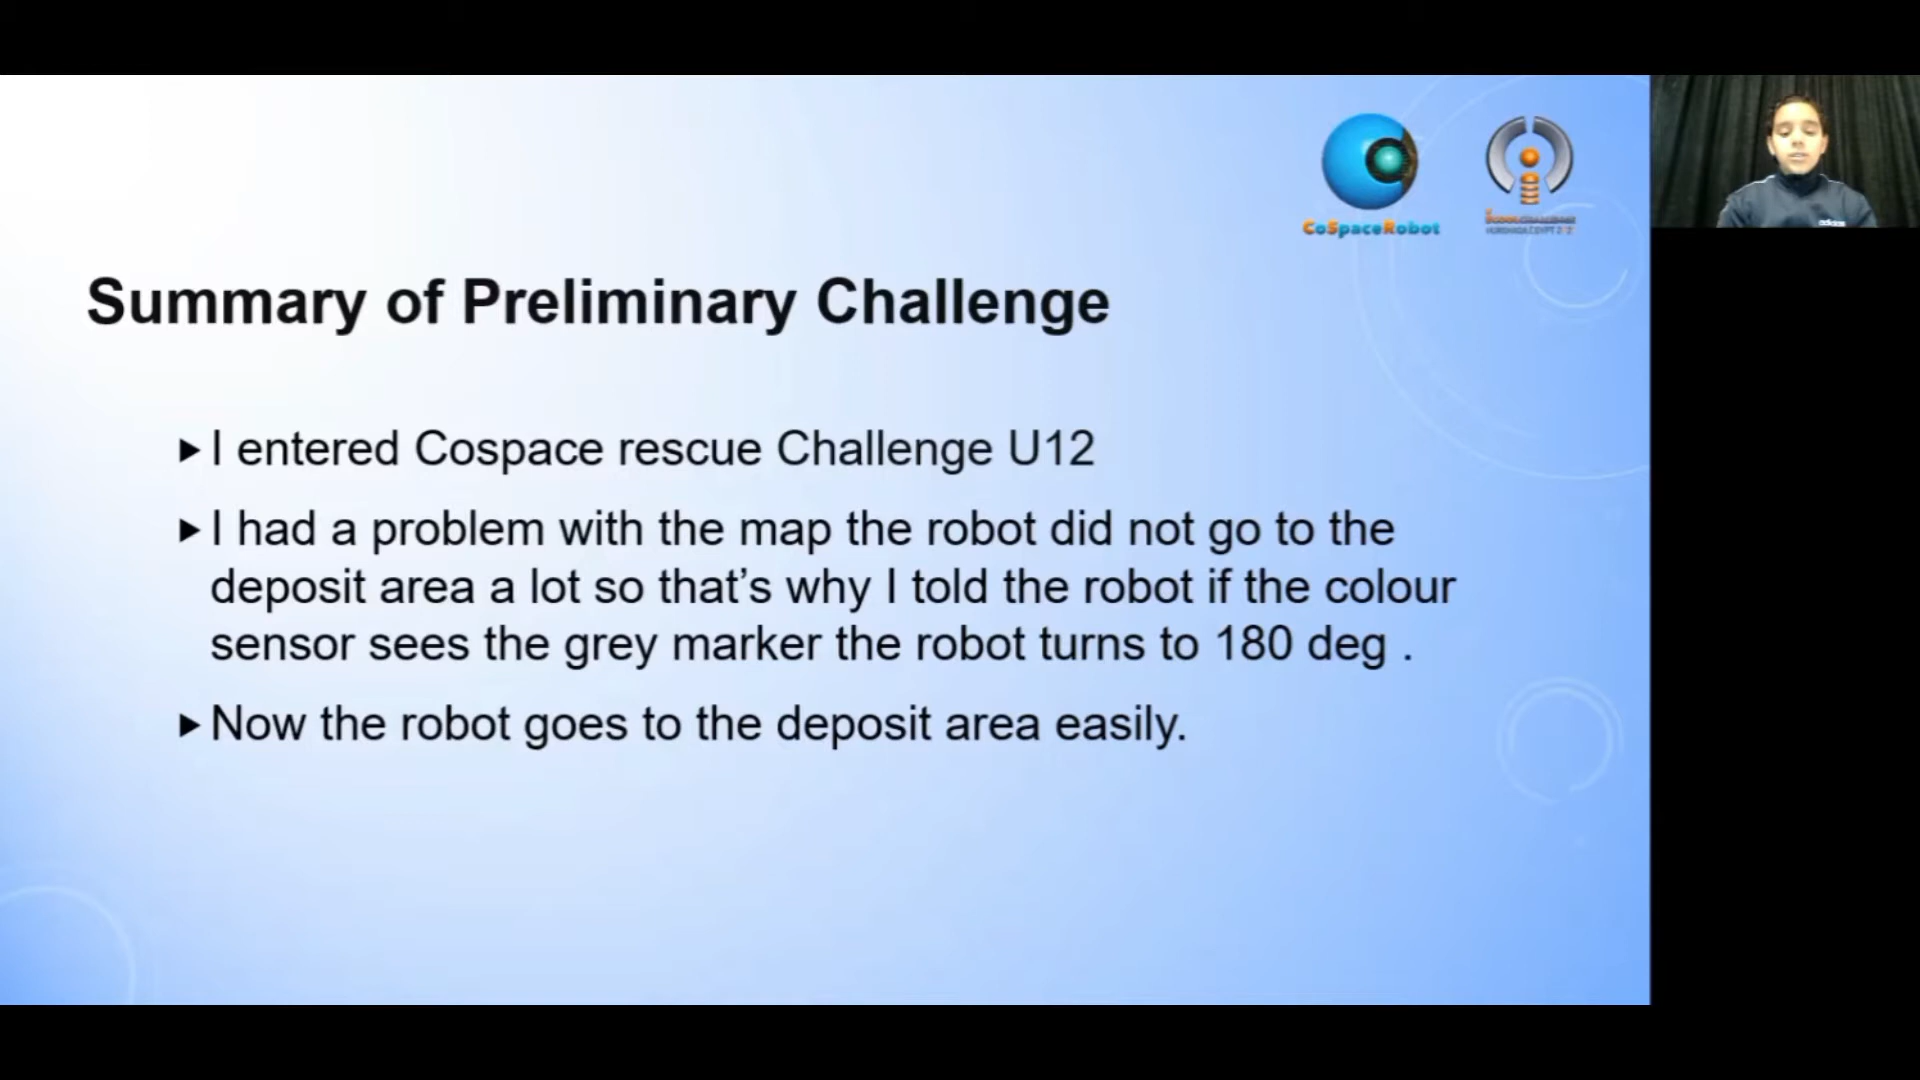 CoSpaceRobot
Summary of Preliminary Challenge
I entered Cospace rescue Challenge U12
I had a problem with the map the robot did not go to the
deposit area a lot so that’s why I told the robot if the colour
sensor sees the grey marker the robot turns to 180 deg .
Now the robot goes to the deposit area easily.
adidas